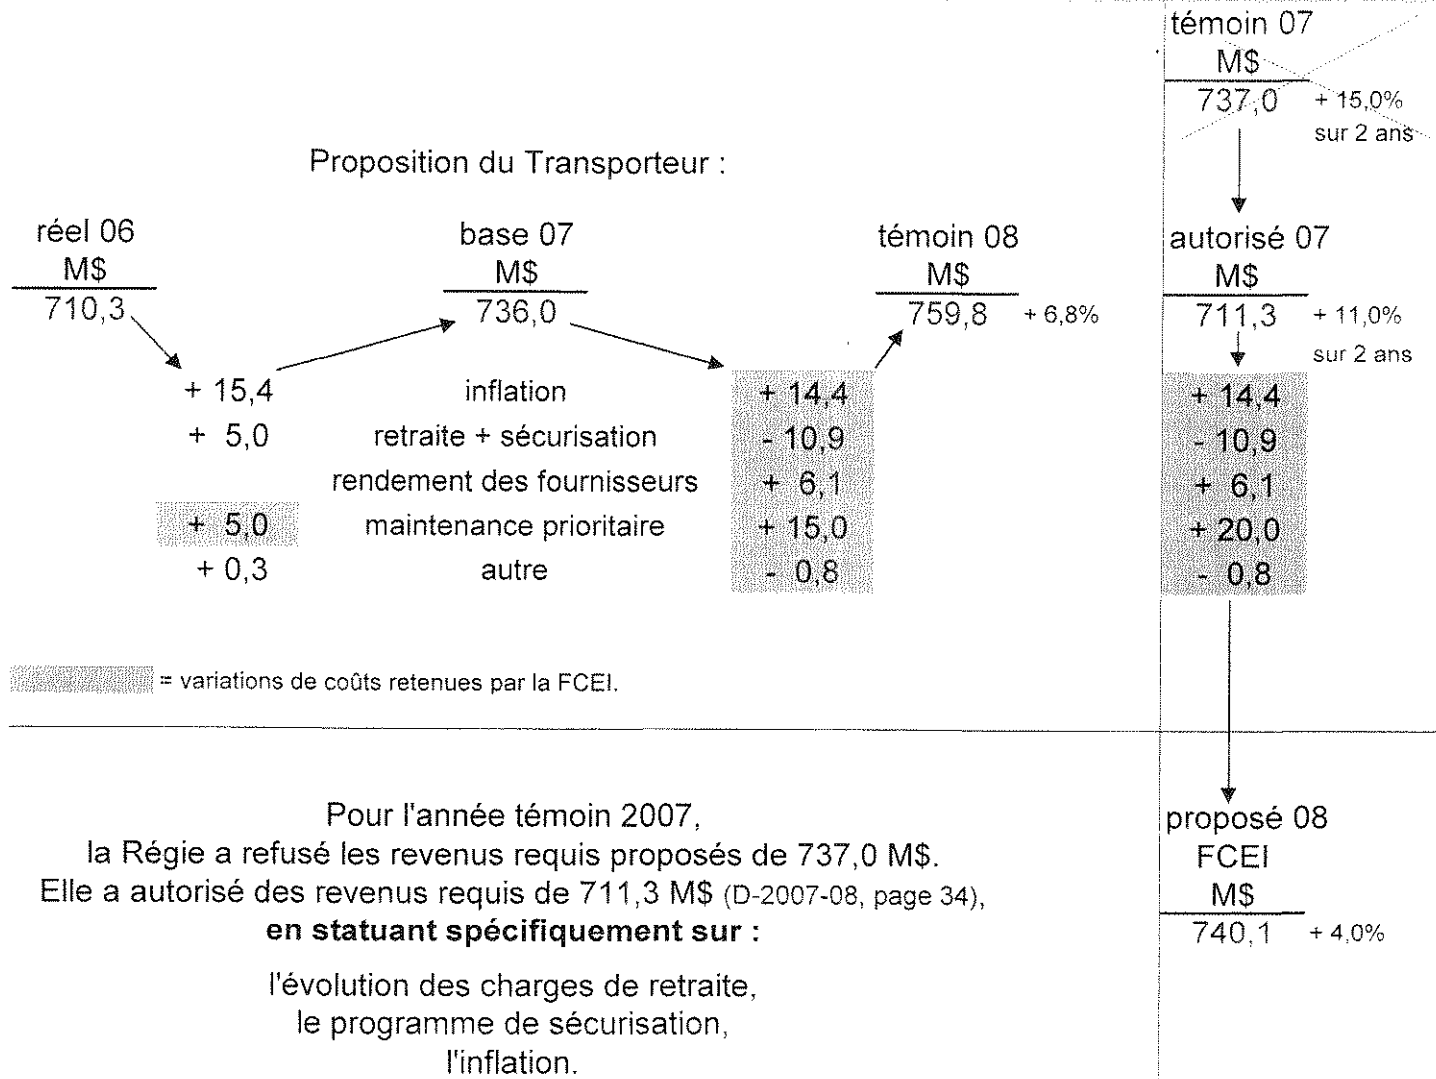 témoin 07
M$
737,0 + 15,0%
sur 2 ans
Proposition du Transporteur :
réel 06 base 07 témoin 08 autorisé 07
M$ M$ M$ M$
710,3 736,0 759,8 + 6,8% 711,3 + 11,0%
sur 2 ans
+ 15,4 inflation + 14,4 + 14,4
+ 5,0 retraite + sécurisation - 10,9 - 10,9
rendement des fournisseurs + 6,1 + 6,1
+ 5,0 maintenance prioritaire + 15,0 + 20,0
+ 0,3 autre - 0,8 - 0,8
= variations de coûts retenues par la FCEI.
Pour l'année témoin 2007,
la Régie a refusé les revenus requis proposés de 737,0 M$.
Elle a autorisé des revenus requis de 711,3 M$ (D-2007-08, page 34),
en statuant spécifiquement sur :
l'évolution des charges de retraite,
le programme de sécurisation,
l'inflation.
proposé 08
FCEI
M$
740,1 + 4,0%